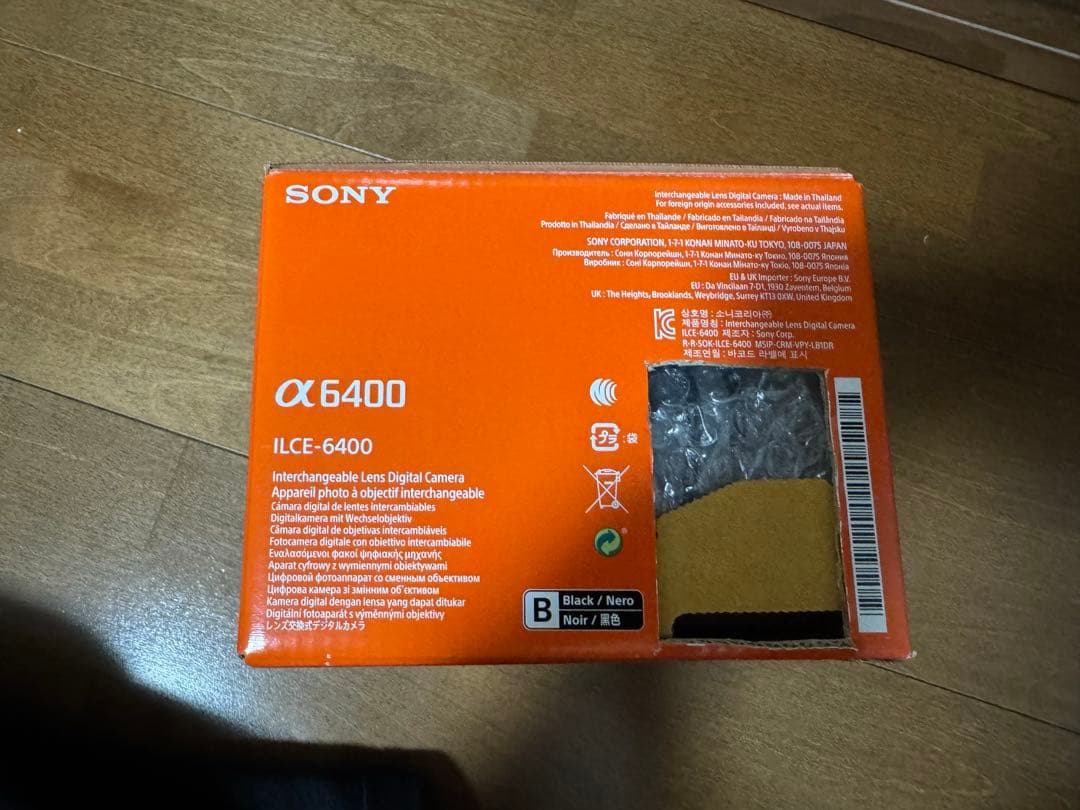 SONY
Interchangeable Lens Digital Camera : Made in Thailand
For foreign origin accessories included, see actual items.
Fabriqué en Thaïlande / Fabricado en Tailandia / Fabricado na Tailândia
Prodotto in Thailandia / Сделано в Таиланде / Виготовлено в Таїланді / Vyrobeno v Thajsku
SONY CORPORATION, 1-7-1 KONAN MINATO-KU TOKYO, 108-0075 JAPAN
Производитель : Сони Корпорейшн, 1-7-1 Конан Минато-ку Токио, 108-0075 Япония
Виробник : Соні Корпорейшн, 1-7-1 Конан Мінато-ку Токіо, 108-0075 Японія
EU & UK Importer : Sony Europe B.V.
EU : Da Vincilaan 7-D1, 1930 Zaventem, Belgium
UK : The Heights, Brooklands, Weybridge, Surrey KT13 0XW, United Kingdom
상호명 : 소니코리아㈜
제품명칭 : Interchangeable Lens Digital Camera
ILCE-6400 제조자 : Sony Corp.
R-R-SOK-ILCE-6400 MSIP-CRM-VPY-LB1DR
제조연월 : 바코드 라벨에 표시
α6400
プラ : 袋
ILCE-6400
Interchangeable Lens Digital Camera
Appareil photo à objectif interchangeable
Cámara digital de lentes intercambiables
Digitalkamera mit Wechselobjektiv
Câmara digital de objetivas intercambiáveis
Fotocamera digitale con obiettivo intercambiabile
Εναλασόμενοι φακοί ψηφιακής μηχανής
Aparat cyfrowy z wymiennymi obiektywami
Цифровой фотоаппарат со сменным объективом
Цифрова камера зі змінним об'єктивом
Kamera digital dengan lensa yang dapat ditukar
Digitální fotoaparát s výměnnými objektivy
レンズ交換式デジタルカメラ
B
Black / Nero
Noir / 黑色